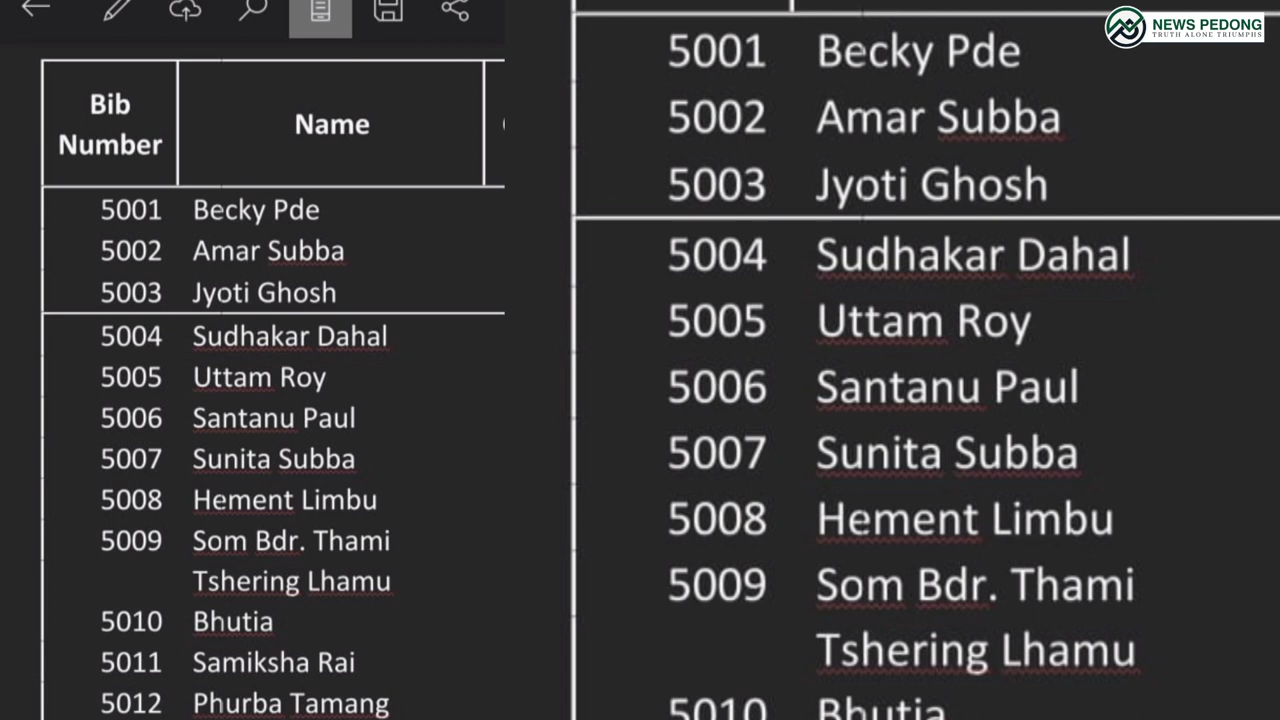 Bib
Number
Name
5001 Becky Pde
5002 Amar Subba
5003 Jyoti Ghosh
5004 Sudhakar Dahal
5005 Uttam Roy
5006 Santanu Paul
5007 Sunita Subba
5008 Hement Limbu
5009 Som Bdr. Thami
Tshering Lhamu
5010 Bhutia
5011 Samiksha Rai
5012 Phurba Tamang
NEWS PEDONG
TRUTH ALONE TRIUMPHS
5001 Becky Pde
5002 Amar Subba
5003 Jyoti Ghosh
5004 Sudhakar Dahal
5005 Uttam Roy
5006 Santanu Paul
5007 Sunita Subba
5008 Hement Limbu
5009 Som Bdr. Thami
Tshering Lhamu
5010 Bhutia